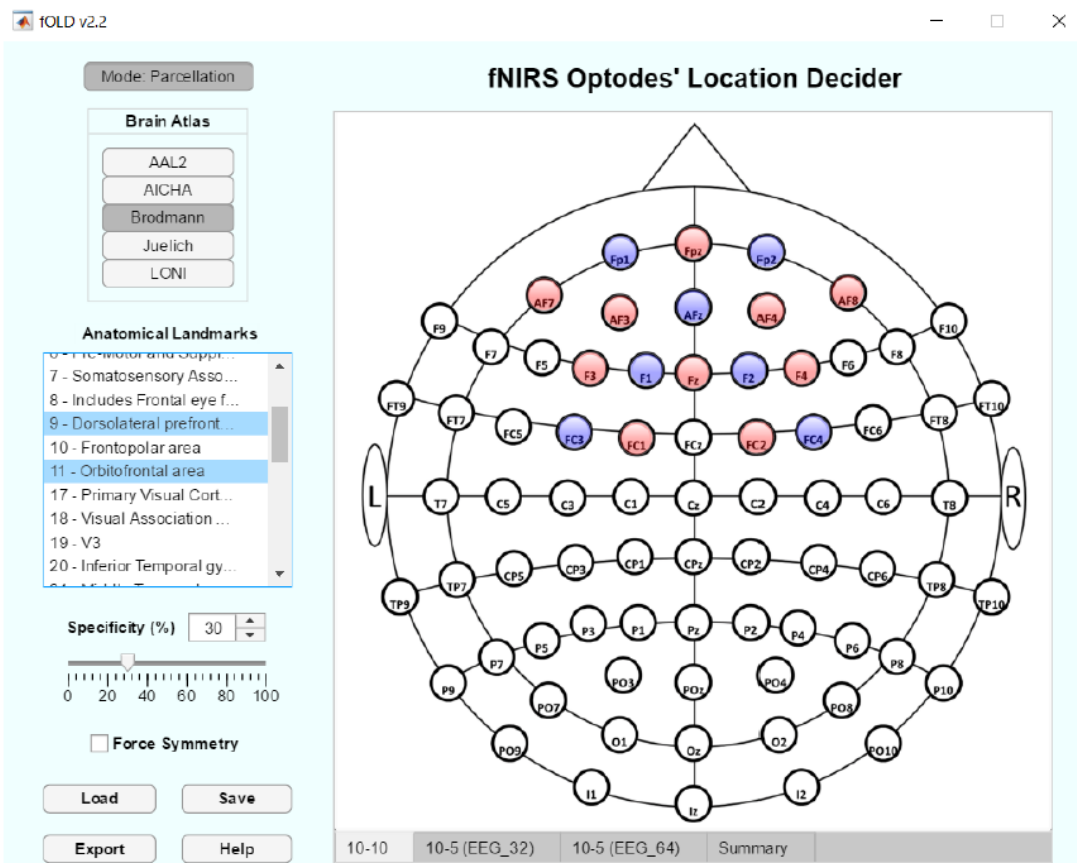 fOLD v2.2
Mode: Parcellation
fNIRS Optodes' Location Decider
Brain Atlas
AAL2
AICHA
Brodmann
Juelich
LONI
Anatomical Landmarks
7 - Somatosensory Asso...
8 - Includes Frontal eye f...
9 - Dorsolateral prefront...
10 - Frontopolar area
11 - Orbitofrontal area
17 - Primary Visual Cort...
18 - Visual Association ...
19 - V3
20 - Inferior Temporal gy...
Specificity (%) 30
0 20 40 60 80 100
Force Symmetry
Load Save
Export Help
Fp1 Fpz Fp2
AF7 AF3 AFz AF4 AF8
F9 F7 F5 F3 F1 Fz F2 F4 F6 F8 F10
FT9 FT7 FC5 FC3 FC1 FCz FC2 FC4 FC6 FT8 FT10
L T7 C5 C3 C1 Cz C2 C4 C6 T8 R
TP9 TP7 CP5 CP3 CP1 CPz CP2 CP4 CP6 TP8 TP10
P9 P7 P5 P3 P1 Pz P2 P4 P6 P8 P10
PO7 PO3 POz PO4 PO8
PO9 O1 Oz O2 PO10
I1 Iz I2
10-10 10-5 (EEG_32) 10-5 (EEG_64) Summary